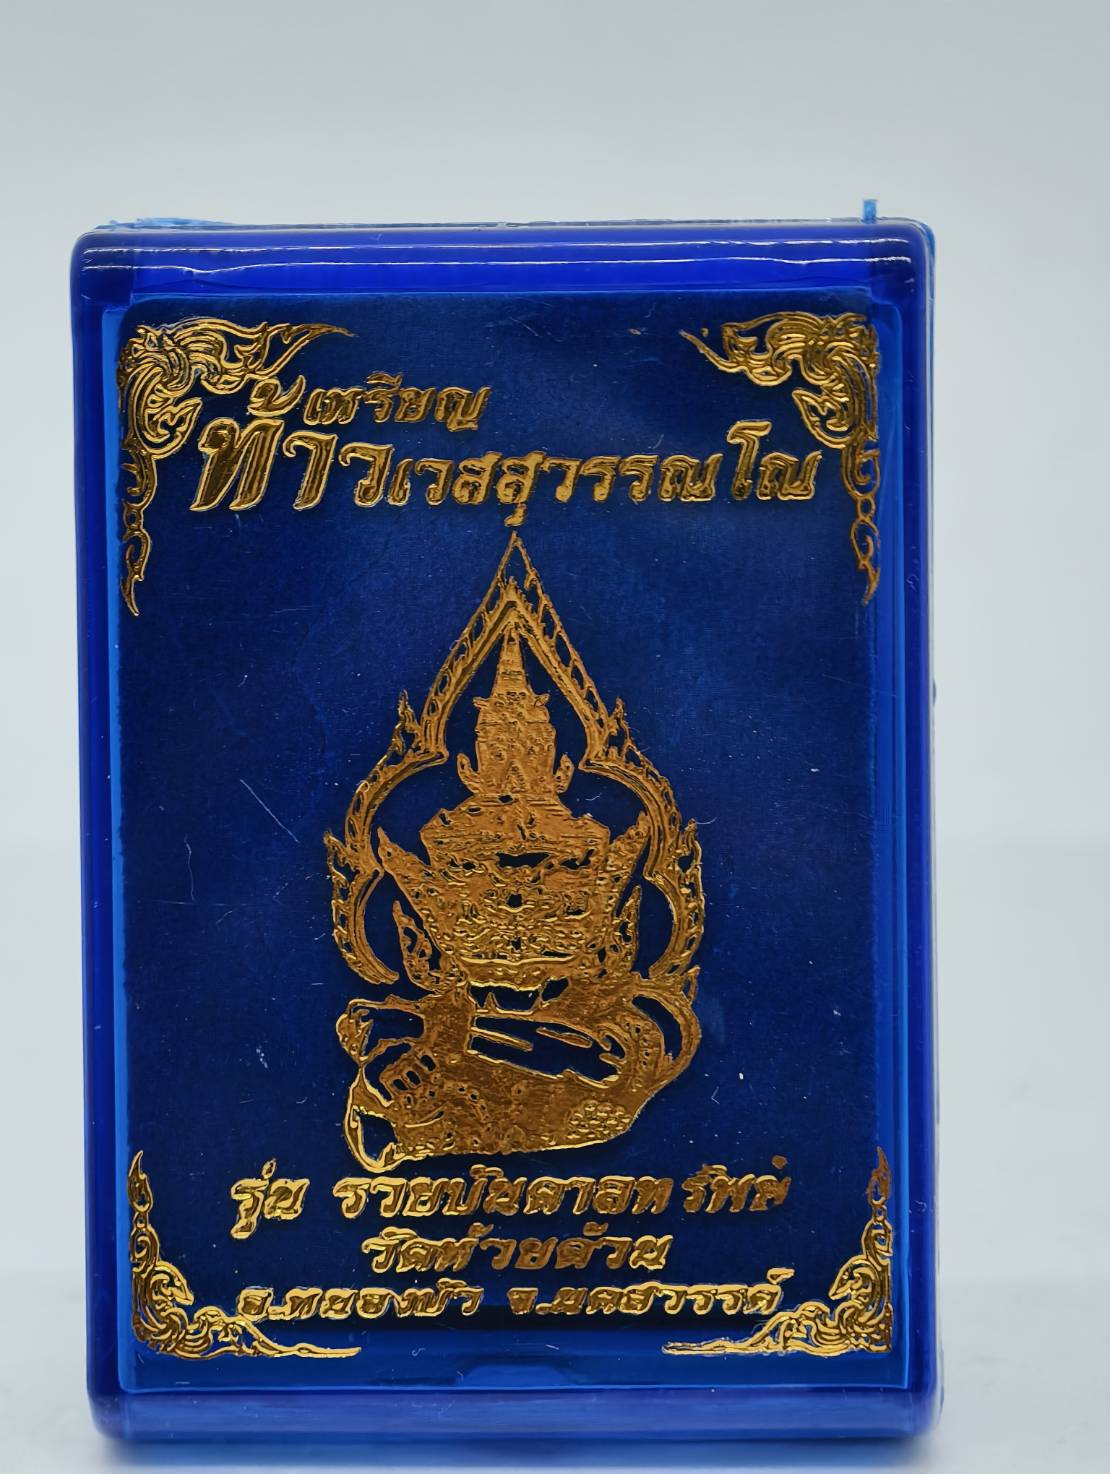 เหรียญ
ท้าวเวสสุวรรณโณ
รุ่น รวยบันดาลทรัพย์
วัดห้วยด้วน
อ.หนองบัว จ.นครสวรรค์